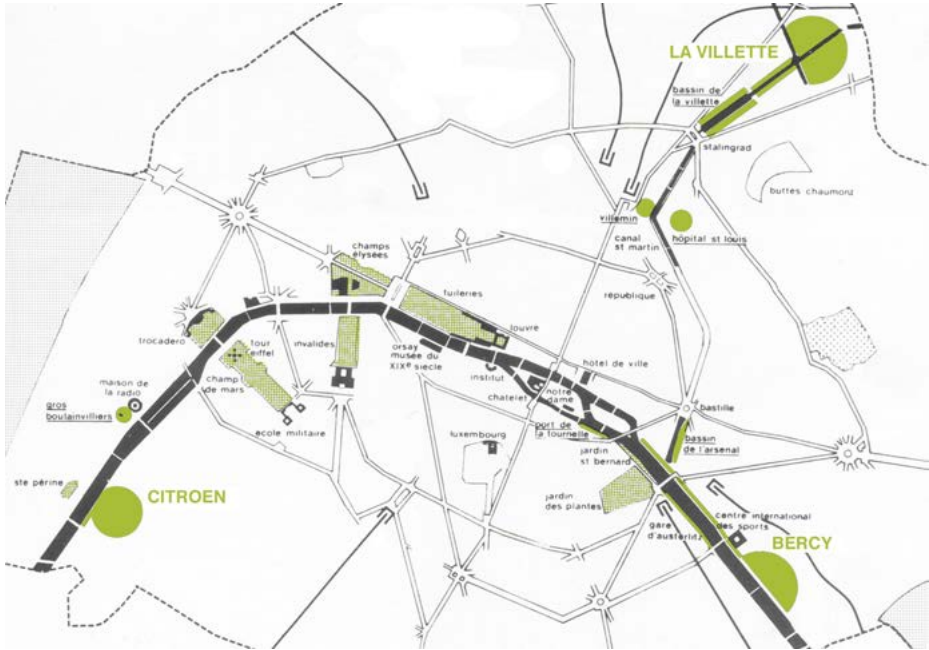 LA VILLETTE
bassin de
la villette
stalingrad
buttes chaumont
villemin
canal
st martin
hôpital st louis
république
champs
élysées
tuileries
louvre
trocadero
tour
eiffel
invalides
orsay
musée du
XIXe siècle
institut
hôtel de ville
chatelet
notre
dame
champ
de mars
maison de
la radio
gros
boulainvilliers
école militaire
luxembourg
port de
la tournelle
bastille
bassin
de l'arsenal
jardin
st bernard
ste périne
CITROEN
jardin
des plantes
gare
d'austerlitz
centre international
des sports
BERCY